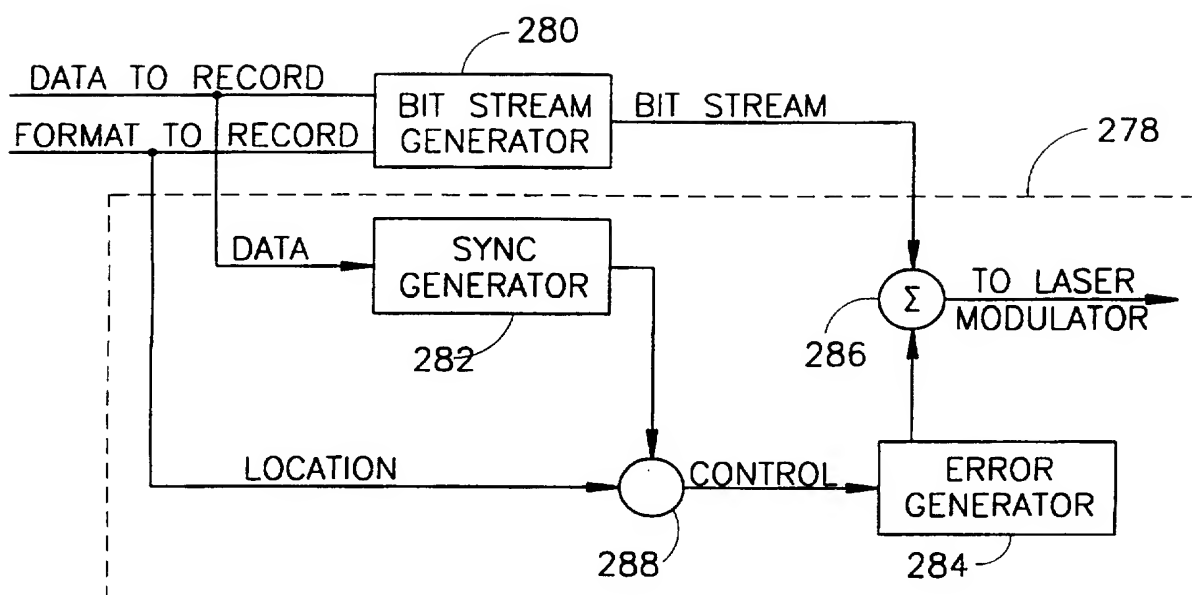 280
DATA TO RECORD
BIT STREAM
GENERATOR
BIT STREAM
FORMAT TO RECORD
278
DATA
SYNC
GENERATOR
282
Σ
TO LASER
MODULATOR
286
LOCATION
CONTROL
ERROR
GENERATOR
288
284